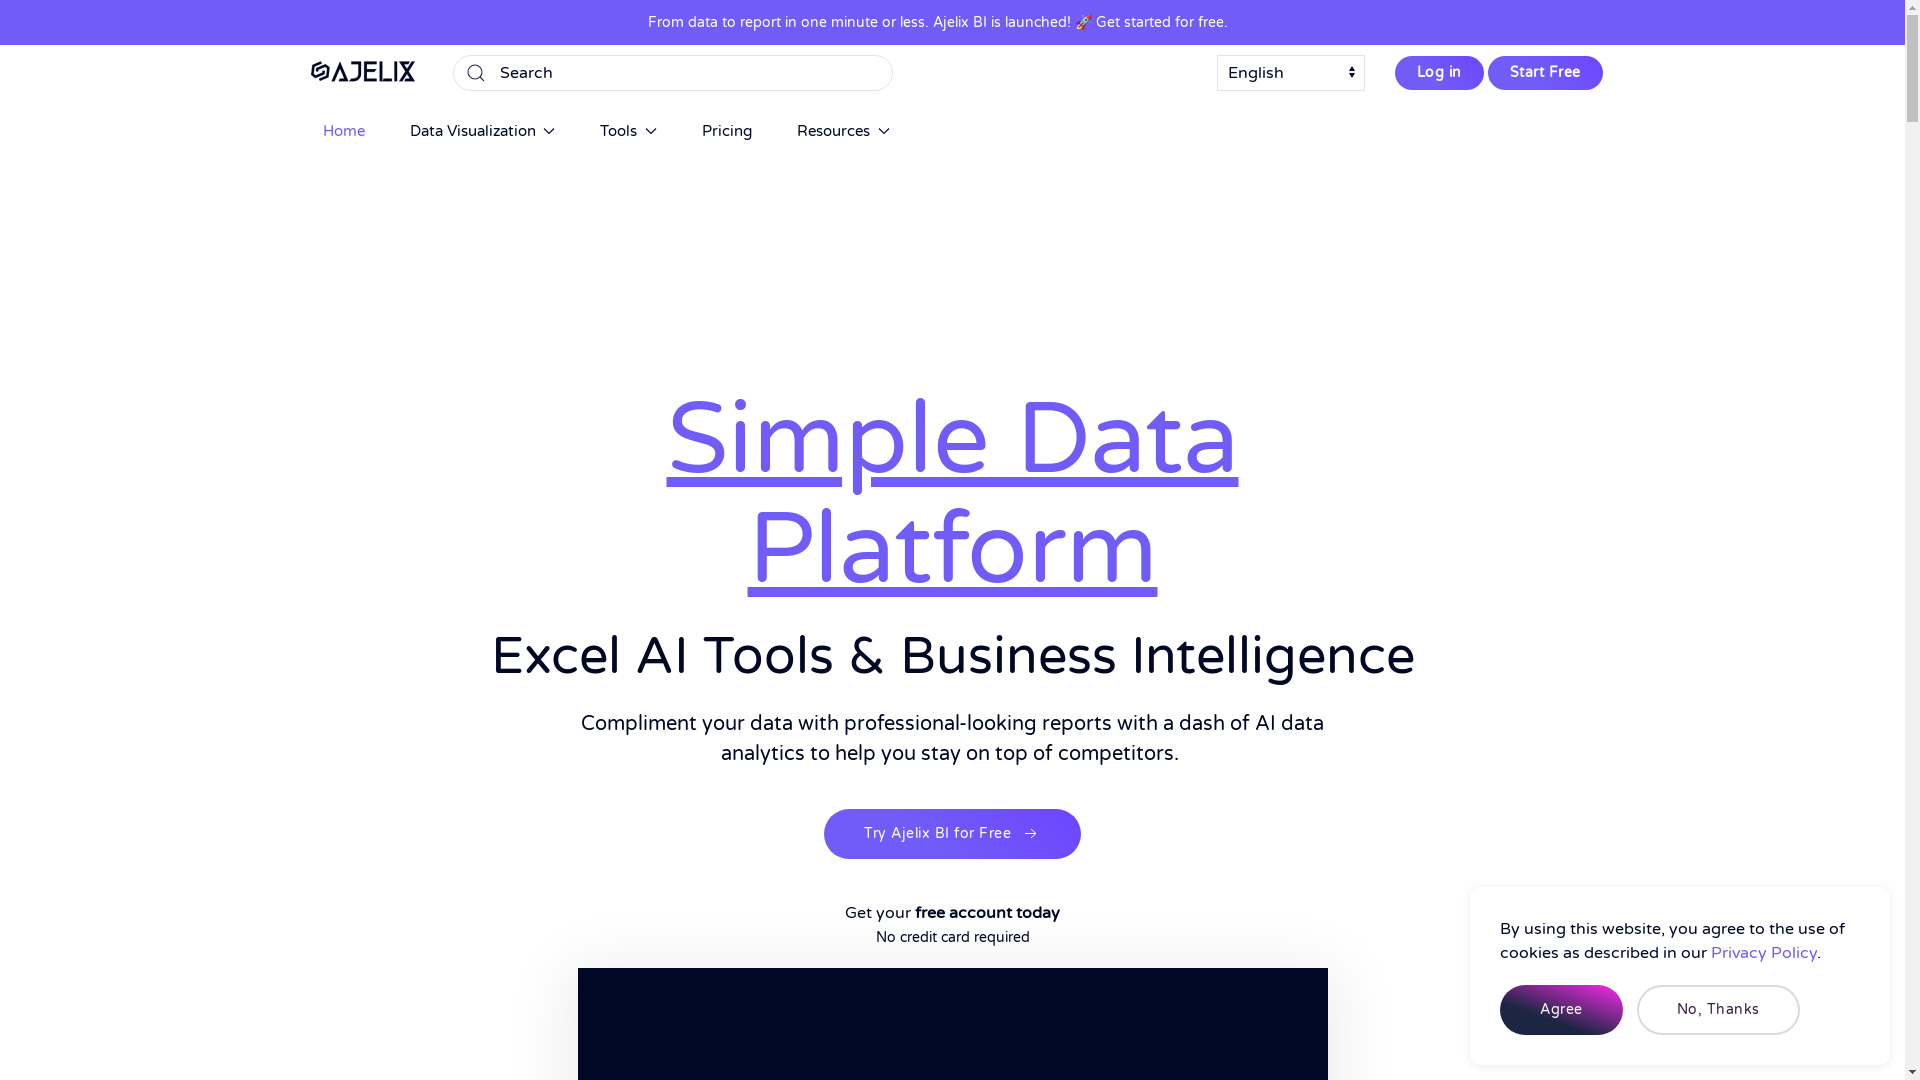 From data to report in one minute or less. Ajelix BI is launched! 🚀 Get started for free.
AJELIX
Search
English
Log in
Start Free
Home
Data Visualization
Tools
Pricing
Resources
Simple Data
Platform
Excel AI Tools & Business Intelligence
Compliment your data with professional-looking reports with a dash of AI data
analytics to help you stay on top of competitors.
Try Ajelix BI for Free
Get your free account today
No credit card required
By using this website, you agree to the use of
cookies as described in our Privacy Policy.
Agree
No, Thanks